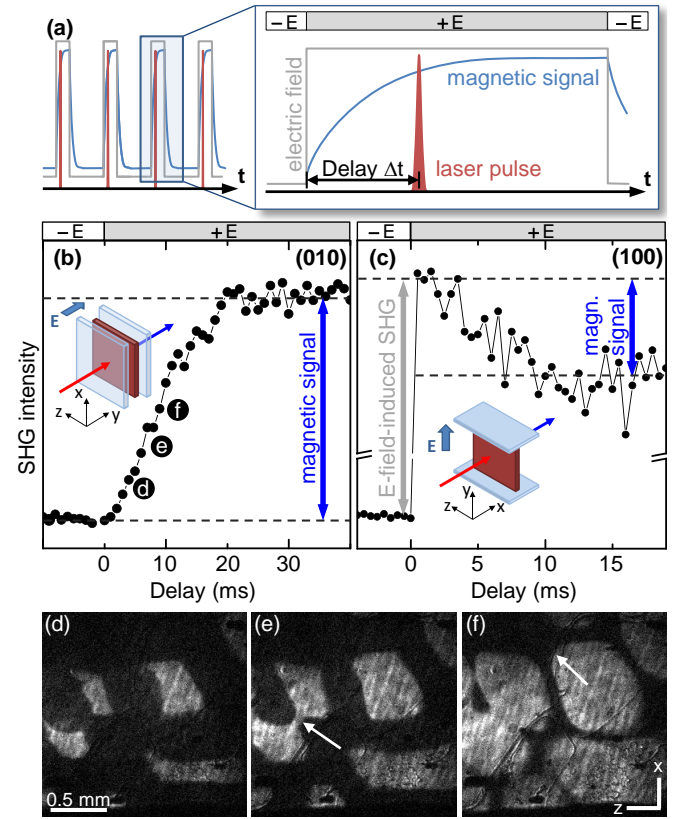 (a)
− E
+ E
− E
electric field
magnetic signal
Delay Δt
laser pulse
t
t
− E
+ E
− E
+ E
(b)
(010)
(c)
(100)
E
x
z
y
f
e
d
magnetic signal
SHG intensity
0
10
20
30
Delay (ms)
E-field-induced SHG
magn.
signal
E
y
z
x
0
5
10
15
Delay (ms)
(d)
(e)
(f)
0.5 mm
x
z